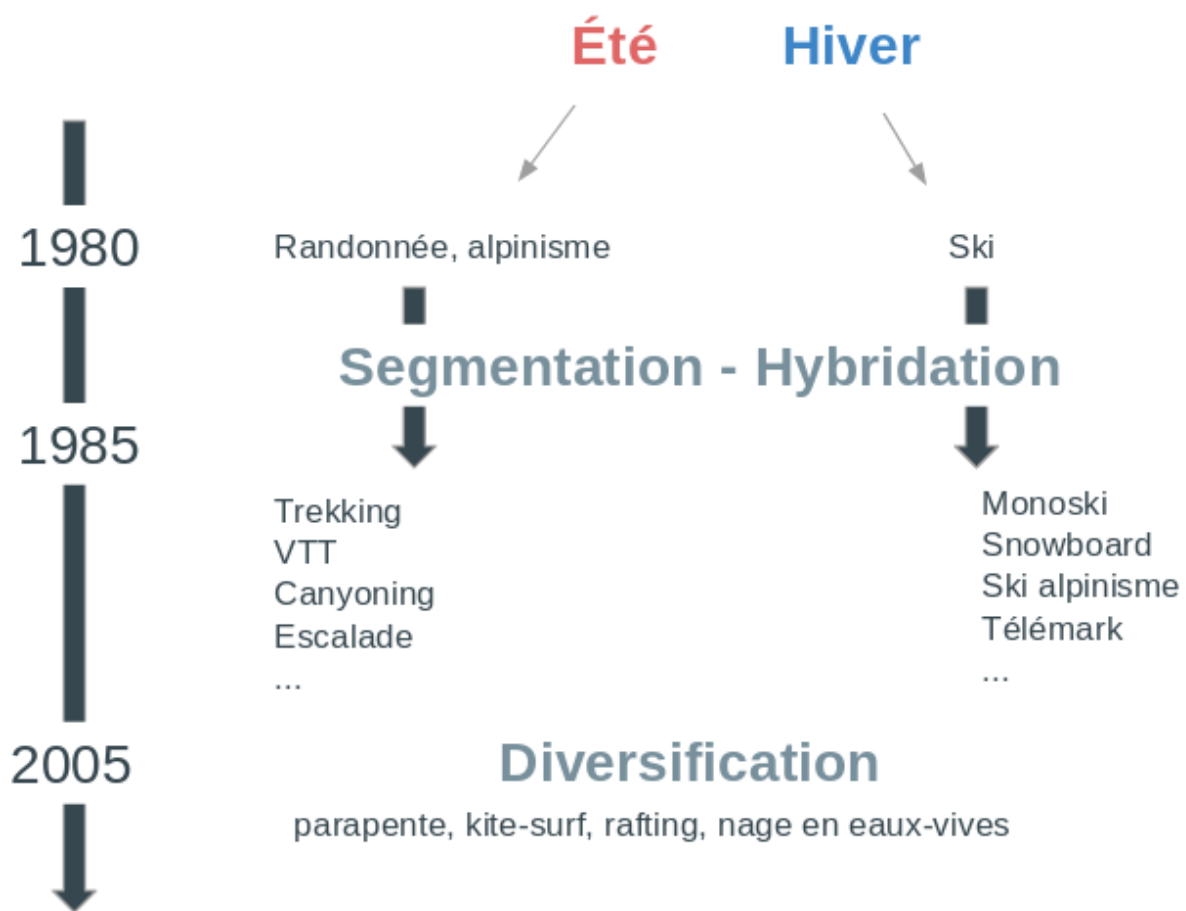 Été Hiver
1980 Randonnée, alpinisme Ski
Segmentation - Hybridation
1985
Trekking
VTT
Canyoning
Escalade
...
Monoski
Snowboard
Ski alpinisme
Télémark
...
2005 Diversification
parapente, kite-surf, rafting, nage en eaux-vives